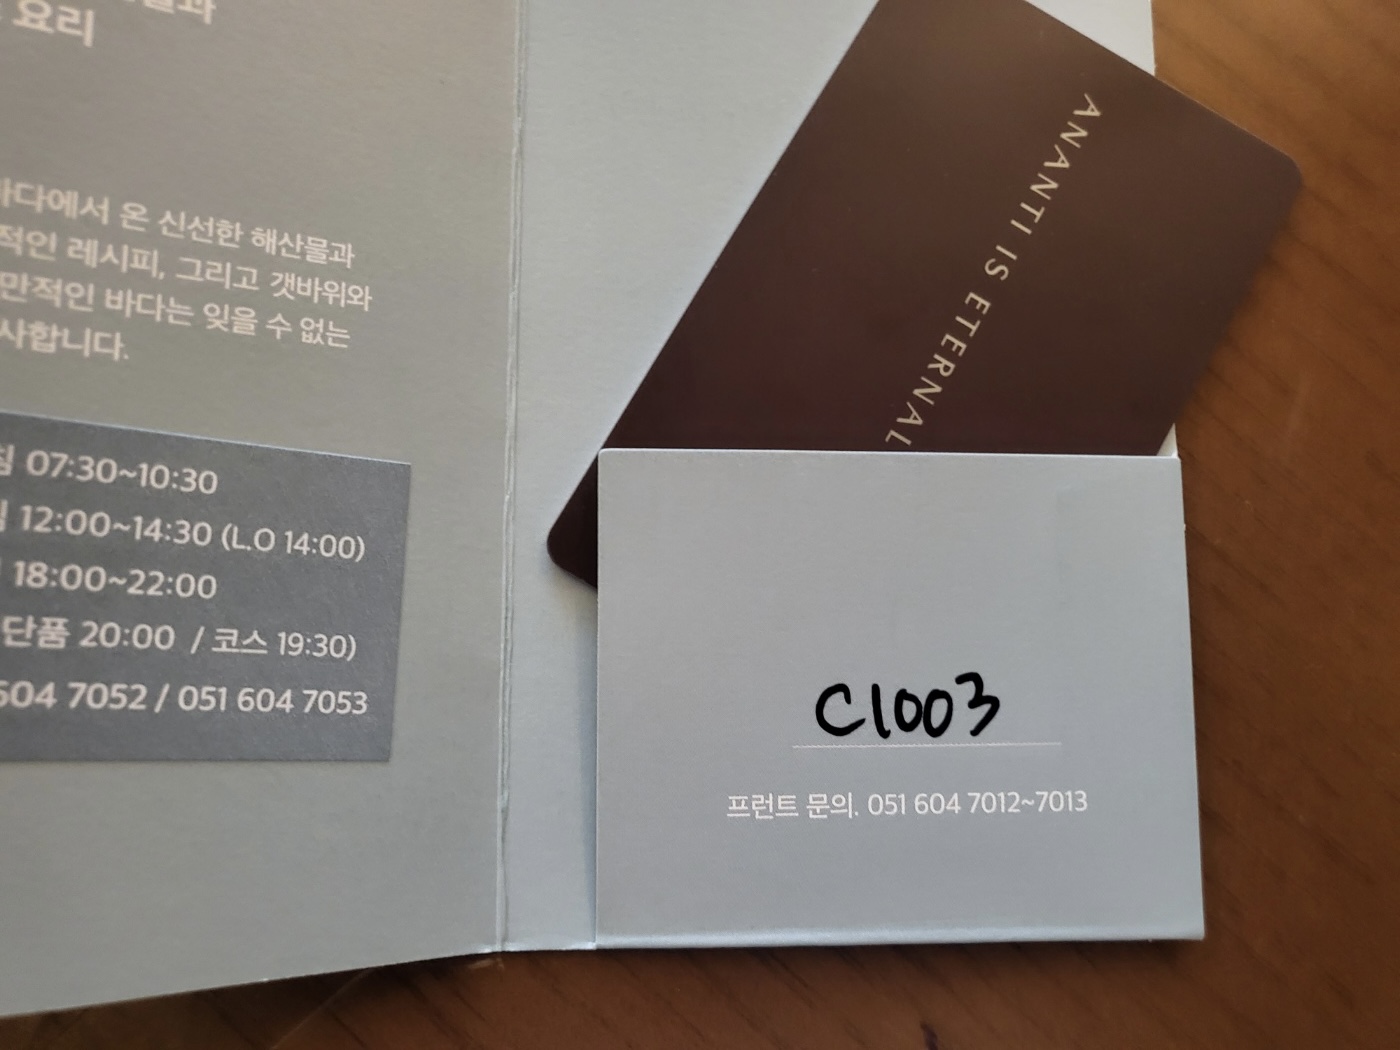 요리
바다에서 온 신선한 해산물과
적인 레시피, 그리고 갯바위와
만적인 바다는 잊을 수 없는
사합니다.
07:30~10:30
12:00~14:30 (L.O 14:00)
18:00~22:00
단품 20:00 / 코스 19:30)
604 7052 / 051 604 7053
ANANTI IS ETERNAL
C1003
프런트 문의. 051 604 7012~7013